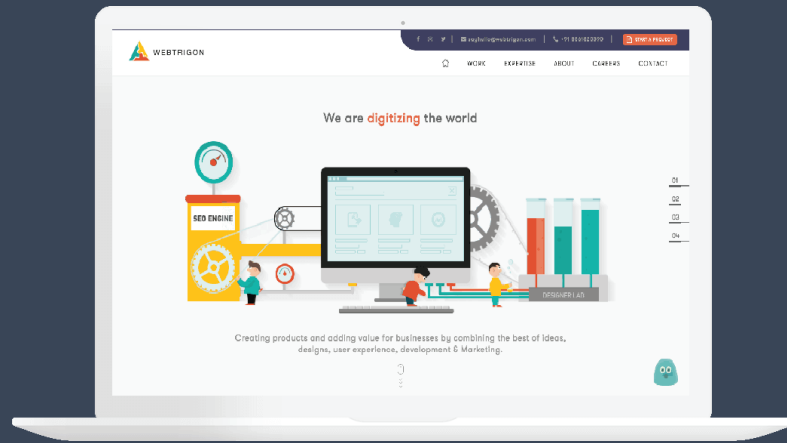 WEBTRIGON
START A PROJECT
WORK
EXPERTISE
ABOUT
CAREERS
CONTACT
We are digitizing the world
SEO ENGINE
01
02
03
04
DESIGNER LAB
Creating products and adding value for businesses by combining the best of ideas,
designs, user experience, development & Marketing.